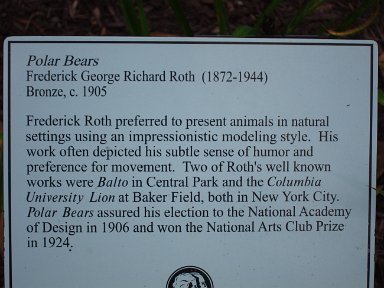 Polar Bears
Frederick George Richard Roth (1872-1944)
Bronze, c. 1905
Frederick Roth preferred to present animals in natural
settings using an impressionistic modeling style. His
work often depicted his subtle sense of humor and
preference for movement. Two of Roth's well known
works were Balto in Central Park and the Columbia
University Lion at Baker Field, both in New York City.
Polar Bears assured his election to the National Academy
of Design in 1906 and won the National Arts Club Prize
in 1924.